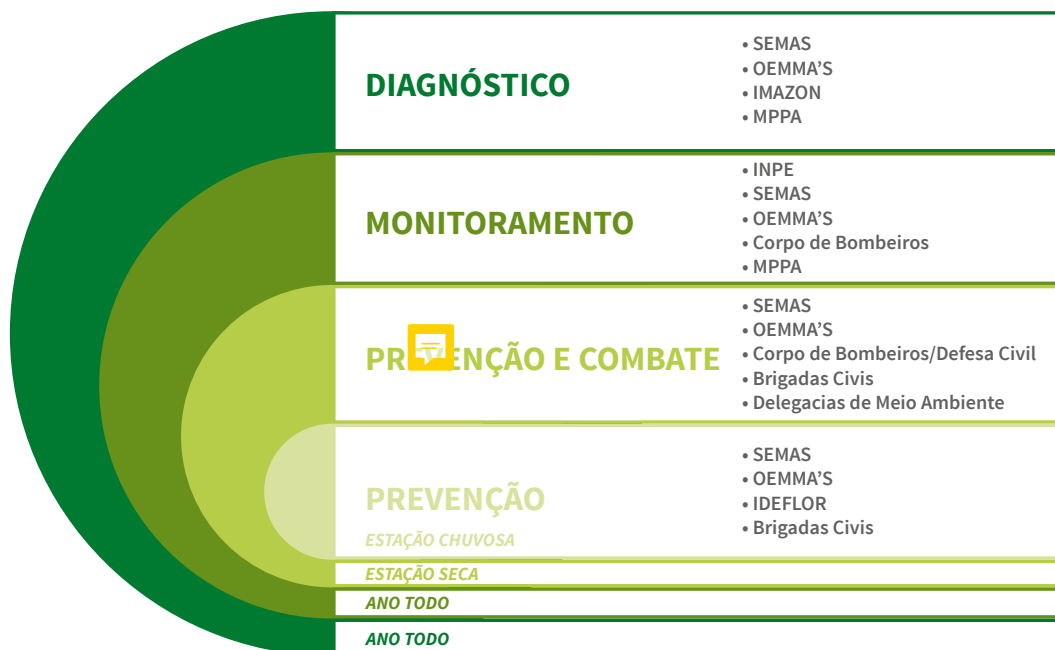 DIAGNÓSTICO
• SEMAS
• OEMMA'S
• IMAZON
• MPPA
MONITORAMENTO
• INPE
• SEMAS
• OEMMA'S
• Corpo de Bombeiros
• MPPA
PREVENÇÃO E COMBATE
• SEMAS
• OEMMA'S
• Corpo de Bombeiros/Defesa Civil
• Brigadas Civis
• Delegacias de Meio Ambiente
PREVENÇÃO
• SEMAS
• OEMMA'S
• IDEFLOR
• Brigadas Civis
ESTAÇÃO CHUVOSA
ESTAÇÃO SECA
ANO TODO
ANO TODO